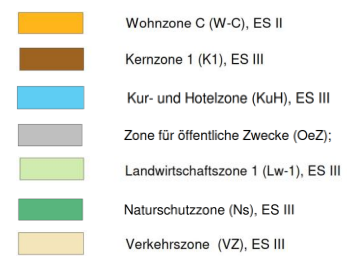 Wohnzone C (W-C), ES II
Kernzone 1 (K1), ES III
Kur- und Hotelzone (KuH), ES III
Zone für öffentliche Zwecke (OeZ);
Landwirtschaftszone 1 (Lw-1), ES III
Naturschutzzone (Ns), ES III
Verkehrszone (VZ), ES III